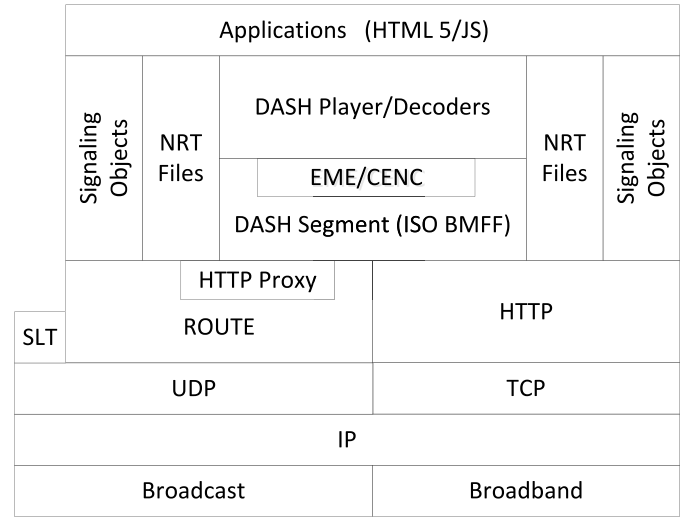 Applications (HTML 5/JS)
Signaling
Objects
NRT
Files
DASH Player/Decoders
EME/CENC
DASH Segment (ISO BMFF)
NRT
Files
Signaling
Objects
HTTP Proxy
ROUTE
HTTP
SLT
UDP
TCP
IP
Broadcast
Broadband